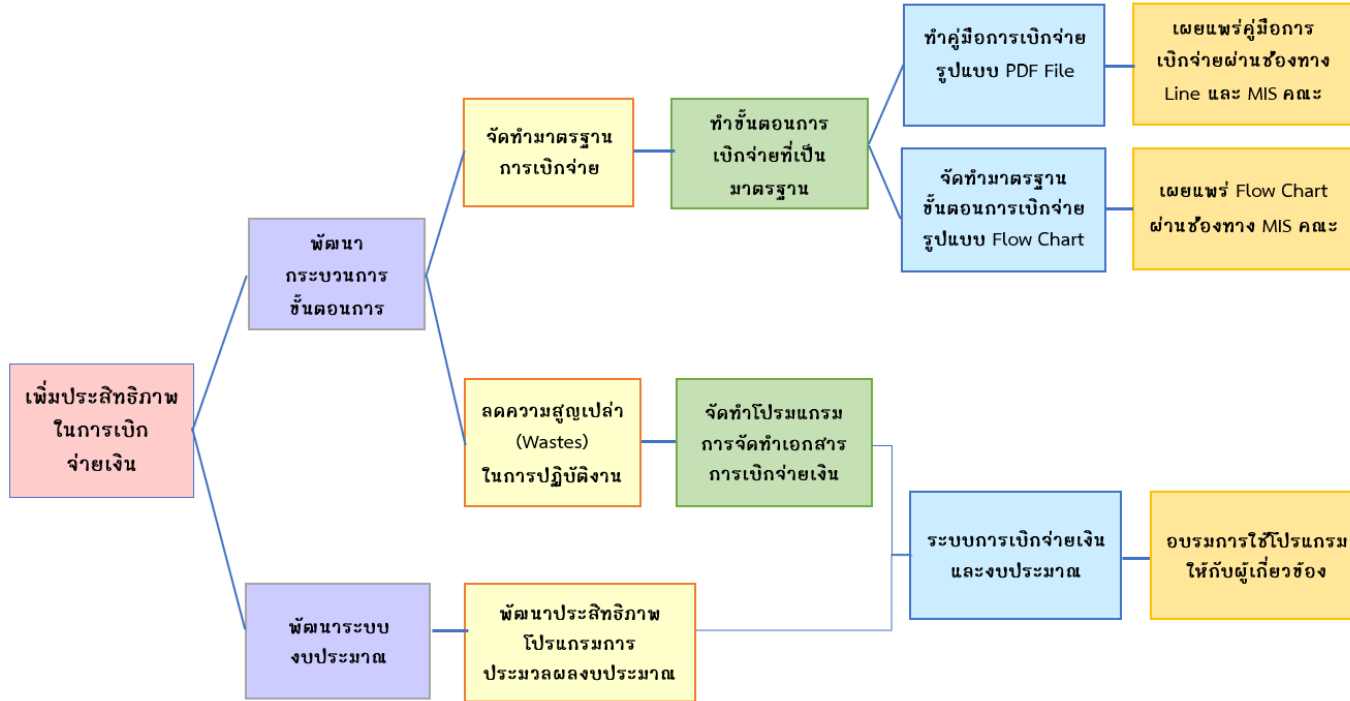 ทำคู่มือการเบิกจ่าย
รูปแบบ PDF File
เผยแพร่คู่มือการ
เบิกจ่ายผ่านช่องทาง
Line และ MIS คณะ
จัดทำมาตรฐาน
การเบิกจ่าย
ทำขั้นตอนการ
เบิกจ่ายที่เป็น
มาตรฐาน
จัดทำมาตรฐาน
ขั้นตอนการเบิกจ่าย
รูปแบบ Flow Chart
เผยแพร่ Flow Chart
ผ่านช่องทาง MIS คณะ
พัฒนา
กระบวนการ
ขั้นตอนการ
เพิ่มประสิทธิภาพ
ในการเบิก
จ่ายเงิน
ลดความสูญเปล่า
(Wastes)
ในการปฏิบัติงาน
จัดทำโปรมแกรม
การจัดทำเอกสาร
การเบิกจ่ายเงิน
ระบบการเบิกจ่ายเงิน
และงบประมาณ
อบรมการใช้โปรแกรม
ให้กับผู้เกี่ยวข้อง
พัฒนาระบบ
งบประมาณ
พัฒนาประสิทธิภาพ
โปรแกรมการ
ประมวลผลงบประมาณ